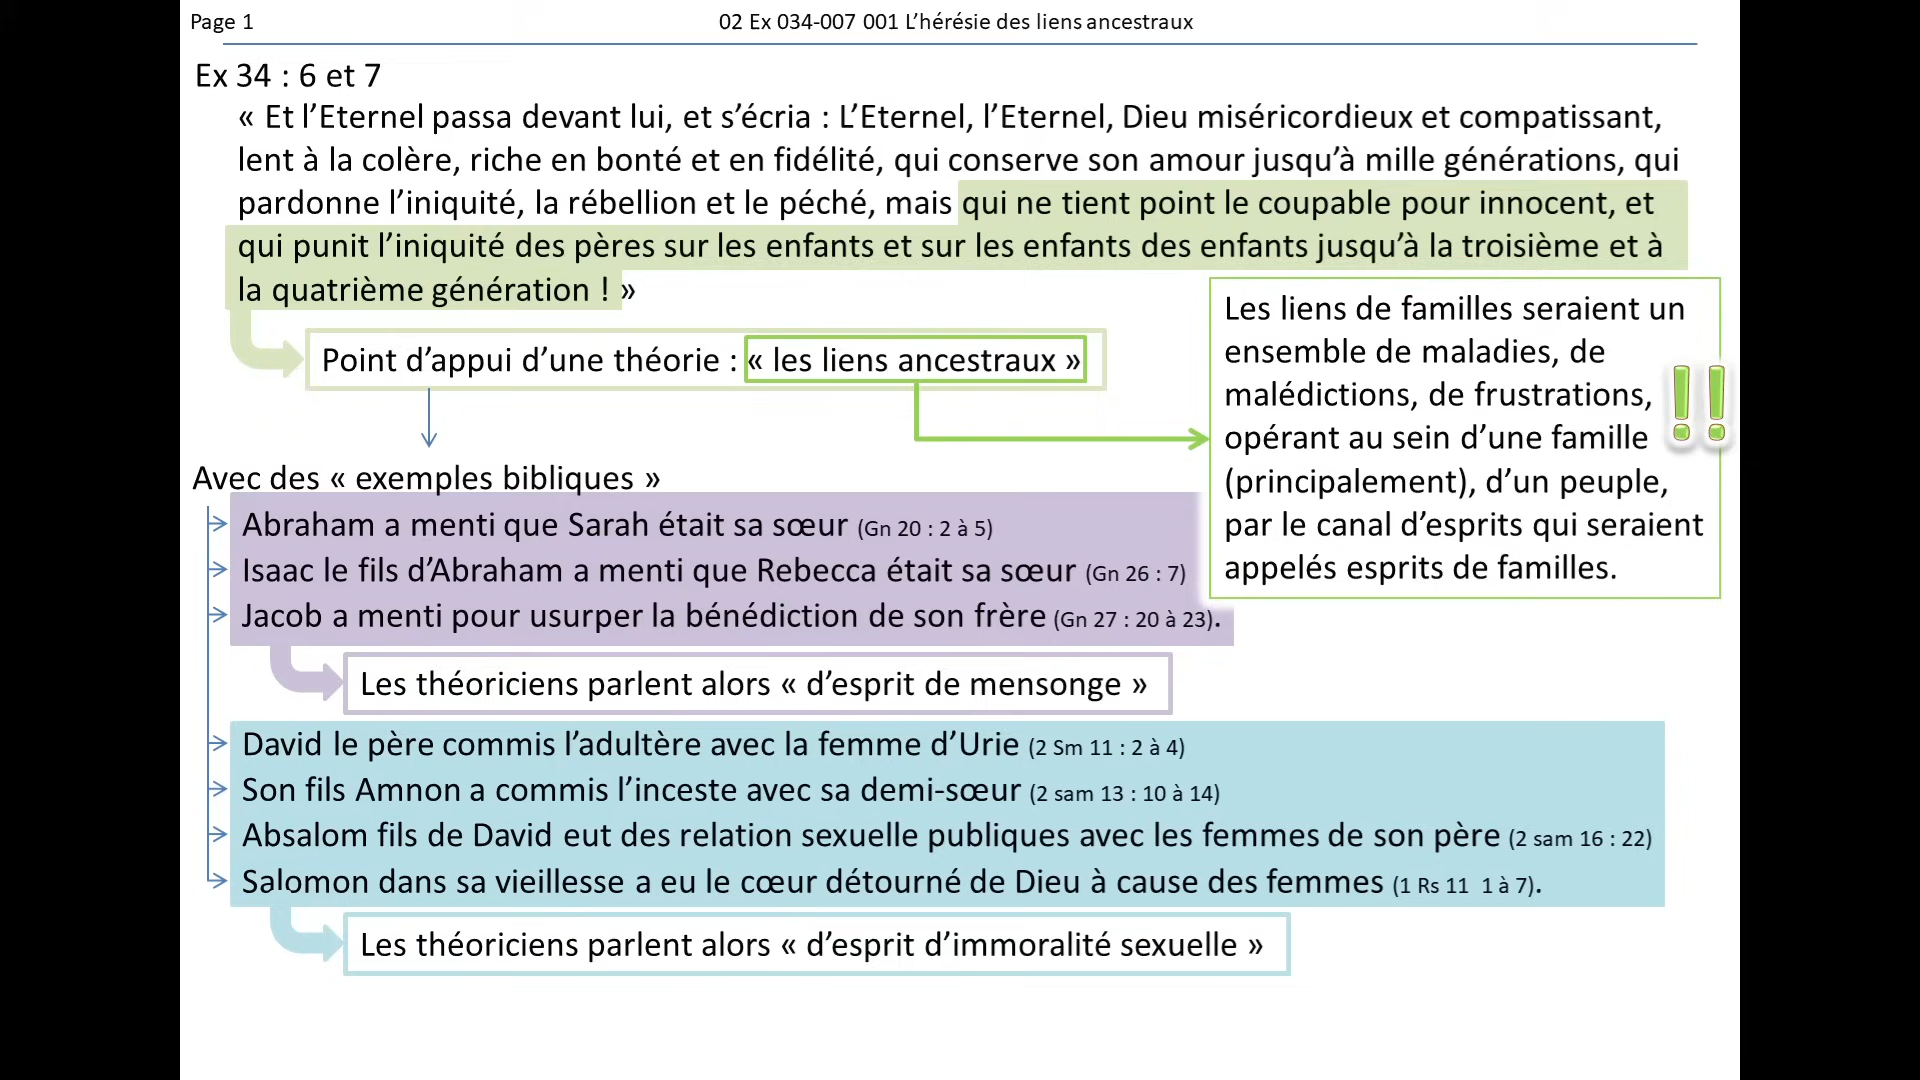 Page 1
02 Ex 034-007 001 L’hérésie des liens ancestraux
Ex 34 : 6 et 7
« Et l’Eternel passa devant lui, et s’écria : L’Eternel, l’Eternel, Dieu miséricordieux et compatissant,
lent à la colère, riche en bonté et en fidélité, qui conserve son amour jusqu’à mille générations, qui
pardonne l’iniquité, la rébellion et le péché, mais qui ne tient point le coupable pour innocent, et
qui punit l’iniquité des pères sur les enfants et sur les enfants des enfants jusqu’à la troisième et à
la quatrième génération ! »
Point d’appui d’une théorie : « les liens ancestraux »
Les liens de familles seraient un
ensemble de maladies, de
malédictions, de frustrations,
opérant au sein d’une famille
(principalement), d’un peuple,
par le canal d’esprits qui seraient
appelés esprits de familles.
!!
Avec des « exemples bibliques »
Abraham a menti que Sarah était sa sœur (Gn 20 : 2 à 5)
Isaac le fils d’Abraham a menti que Rebecca était sa sœur (Gn 26 : 7)
Jacob a menti pour usurper la bénédiction de son frère (Gn 27 : 20 à 23).
Les théoriciens parlent alors « d’esprit de mensonge »
David le père commis l’adultère avec la femme d’Urie (2 Sm 11 : 2 à 4)
Son fils Amnon a commis l’inceste avec sa demi-sœur (2 sam 13 : 10 à 14)
Absalom fils de David eut des relation sexuelle publiques avec les femmes de son père (2 sam 16 : 22)
Salomon dans sa vieillesse a eu le cœur détourné de Dieu à cause des femmes (1 Rs 11 1 à 7).
Les théoriciens parlent alors « d’esprit d’immoralité sexuelle »